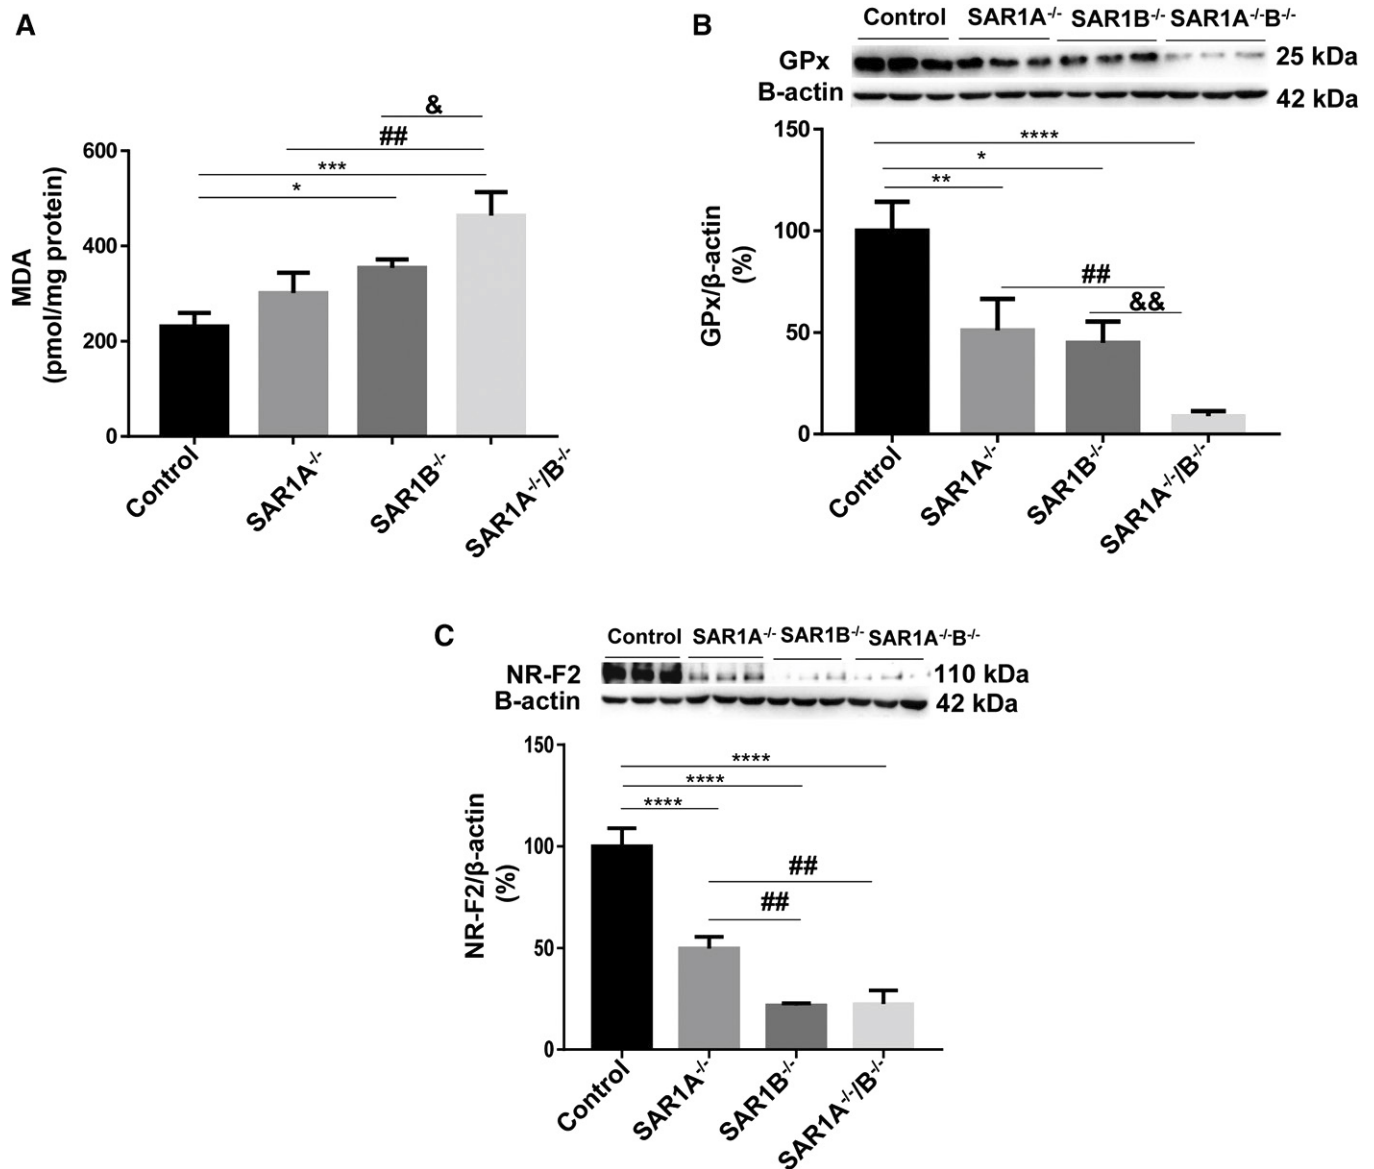 A
&
##
***
*
600
400
200
0
MDA
(pmol/mg protein)
Control
SAR1A-/-
SAR1B-/-
SAR1A-/-/B-/-
B
Control SAR1A-/- SAR1B-/- SAR1A-/-B-/-
GPx 25 kDa
B-actin 42 kDa
150
100
50
0
GPx/β-actin
(%)
****
*
**
##
&&
Control
SAR1A-/-
SAR1B-/-
SAR1A-/-/B-/-
C
Control SAR1A-/- SAR1B-/- SAR1A-/-B-/-
NR-F2 110 kDa
B-actin 42 kDa
150
100
50
0
NR-F2/β-actin
(%)
****
****
****
##
##
Control
SAR1A-/-
SAR1B-/-
SAR1A-/-/B-/-